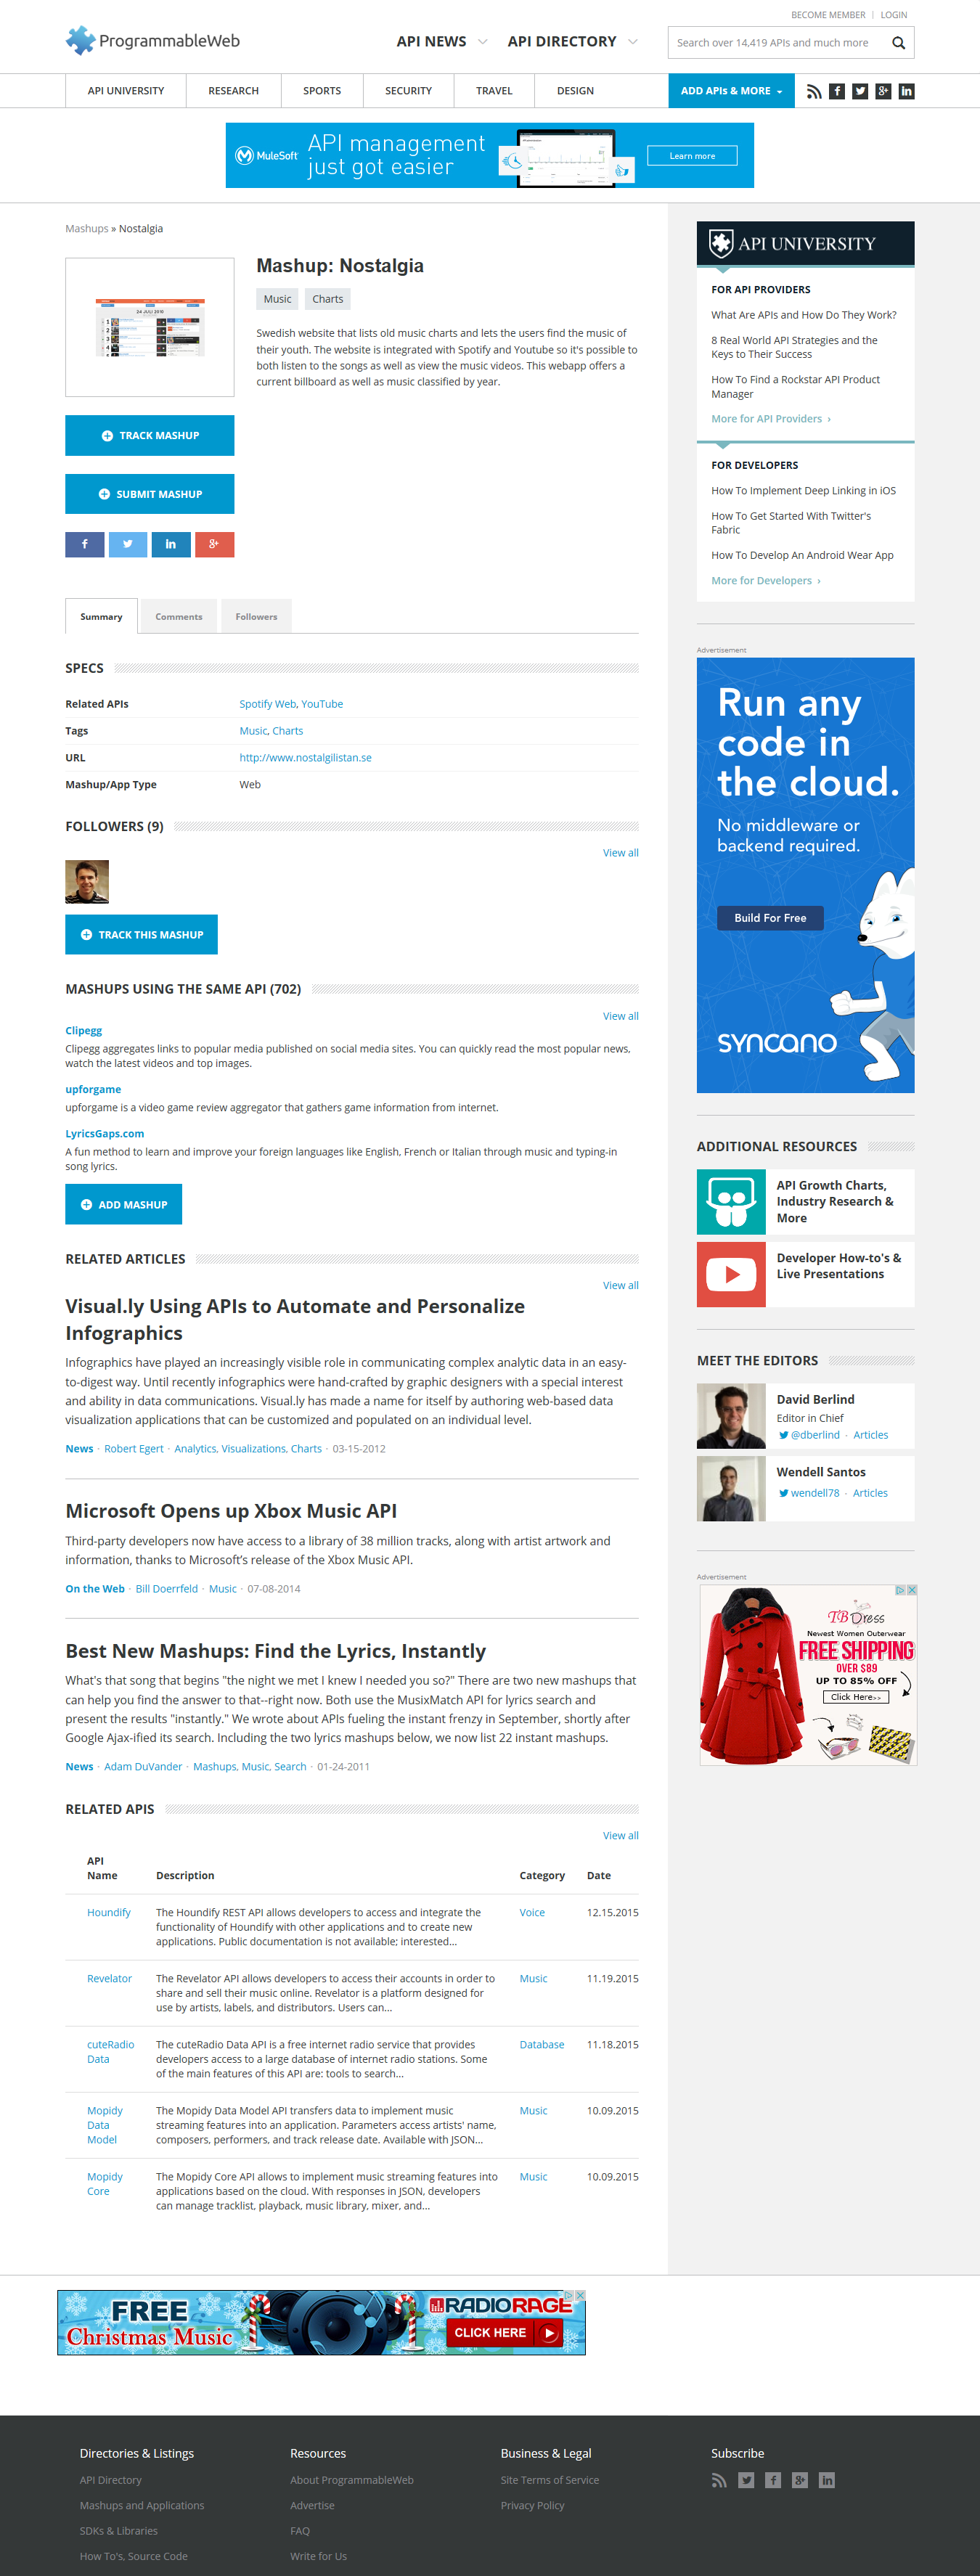 BECOME MEMBER | LOGIN
ProgrammableWeb
API NEWS
API DIRECTORY
Search over 14,419 APIs and much more
API UNIVERSITY
RESEARCH
SPORTS
SECURITY
TRAVEL
DESIGN
ADD APIs & MORE
MuleSoft
API management
just got easier
Learn more
Mashups » Nostalgia
24 JULI 2010
Mashup: Nostalgia
Music
Charts
Swedish website that lists old music charts and lets the users find the music of
their youth. The website is integrated with Spotify and Youtube so it's possible to
both listen to the songs as well as view the music videos. This webapp offers a
current billboard as well as music classified by year.
TRACK MASHUP
SUBMIT MASHUP
Summary
Comments
Followers
SPECS
Related APIs
Spotify Web, YouTube
Tags
Music, Charts
URL
http://www.nostalgilistan.se
Mashup/App Type
Web
FOLLOWERS (9)
View all
TRACK THIS MASHUP
MASHUPS USING THE SAME API (702)
View all
Clipegg
Clipegg aggregates links to popular media published on social media sites. You can quickly read the most popular news,
watch the latest videos and top images.
upforgame
upforgame is a video game review aggregator that gathers game information from internet.
LyricsGaps.com
A fun method to learn and improve your foreign languages like English, French or Italian through music and typing-in
song lyrics.
ADD MASHUP
RELATED ARTICLES
View all
Visual.ly Using APIs to Automate and Personalize
Infographics
Infographics have played an increasingly visible role in communicating complex analytic data in an easy-
to-digest way. Until recently infographics were hand-crafted by graphic designers with a special interest
and ability in data communications. Visual.ly has made a name for itself by authoring web-based data
visualization applications that can be customized and populated on an individual level.
News · Robert Egert · Analytics, Visualizations, Charts · 03-15-2012
Microsoft Opens up Xbox Music API
Third-party developers now have access to a library of 38 million tracks, along with artist artwork and
information, thanks to Microsoft’s release of the Xbox Music API.
On the Web · Bill Doerrfeld · Music · 07-08-2014
Best New Mashups: Find the Lyrics, Instantly
What's that song that begins "the night we met I knew I needed you so?" There are two new mashups that
can help you find the answer to that--right now. Both use the MusixMatch API for lyrics search and
present the results "instantly." We wrote about APIs fueling the instant frenzy in September, shortly after
Google Ajax-ified its search. Including the two lyrics mashups below, we now list 22 instant mashups.
News · Adam DuVander · Mashups, Music, Search · 01-24-2011
RELATED APIS
View all
API
Name
Description
Category
Date
Houndify
The Houndify REST API allows developers to access and integrate the
functionality of Houndify with other applications and to create new
applications. Public documentation is not available; interested...
Voice
12.15.2015
Revelator
The Revelator API allows developers to access their accounts in order to
share and sell their music online. Revelator is a platform designed for
use by artists, labels, and distributors. Users can...
Music
11.19.2015
cuteRadio
Data
The cuteRadio Data API is a free internet radio service that provides
developers access to a large database of internet radio stations. Some
of the main features of this API are: tools to search...
Database
11.18.2015
Mopidy
Data
Model
The Mopidy Data Model API transfers data to implement music
streaming features into an application. Parameters access artists' name,
composers, performers, and track release date. Available with JSON...
Music
10.09.2015
Mopidy
Core
The Mopidy Core API allows to implement music streaming features into
applications based on the cloud. With responses in JSON, developers
can manage tracklist, playback, music library, mixer, and...
Music
10.09.2015
API UNIVERSITY
FOR API PROVIDERS
What Are APIs and How Do They Work?
8 Real World API Strategies and the
Keys to Their Success
How To Find a Rockstar API Product
Manager
More for API Providers ›
FOR DEVELOPERS
How To Implement Deep Linking in iOS
How To Get Started With Twitter's
Fabric
How To Develop An Android Wear App
More for Developers ›
Advertisement
Run any
code in
the cloud.
No middleware or
backend required.
Build For Free
syncano
ADDITIONAL RESOURCES
API Growth Charts,
Industry Research &
More
Developer How-to's &
Live Presentations
MEET THE EDITORS
David Berlind
Editor in Chief
@dberlind · Articles
Wendell Santos
wendell78 · Articles
Advertisement
TBDress
Newest Women Outerwear
FREE SHIPPING
OVER $89
UP TO 85% OFF
Click Here>>
FREE
Christmas Music
RADIORAGE
CLICK HERE
Directories & Listings
API Directory
Mashups and Applications
SDKs & Libraries
How To's, Source Code
Resources
About ProgrammableWeb
Advertise
FAQ
Write for Us
Business & Legal
Site Terms of Service
Privacy Policy
Subscribe